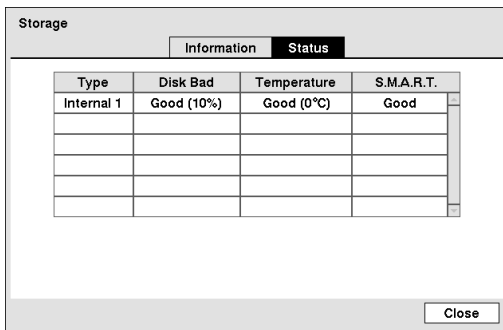 Storage
Information Status
Type Disk Bad Temperature S.M.A.R.T.
Internal 1 Good (10%) Good (0°C) Good
Close